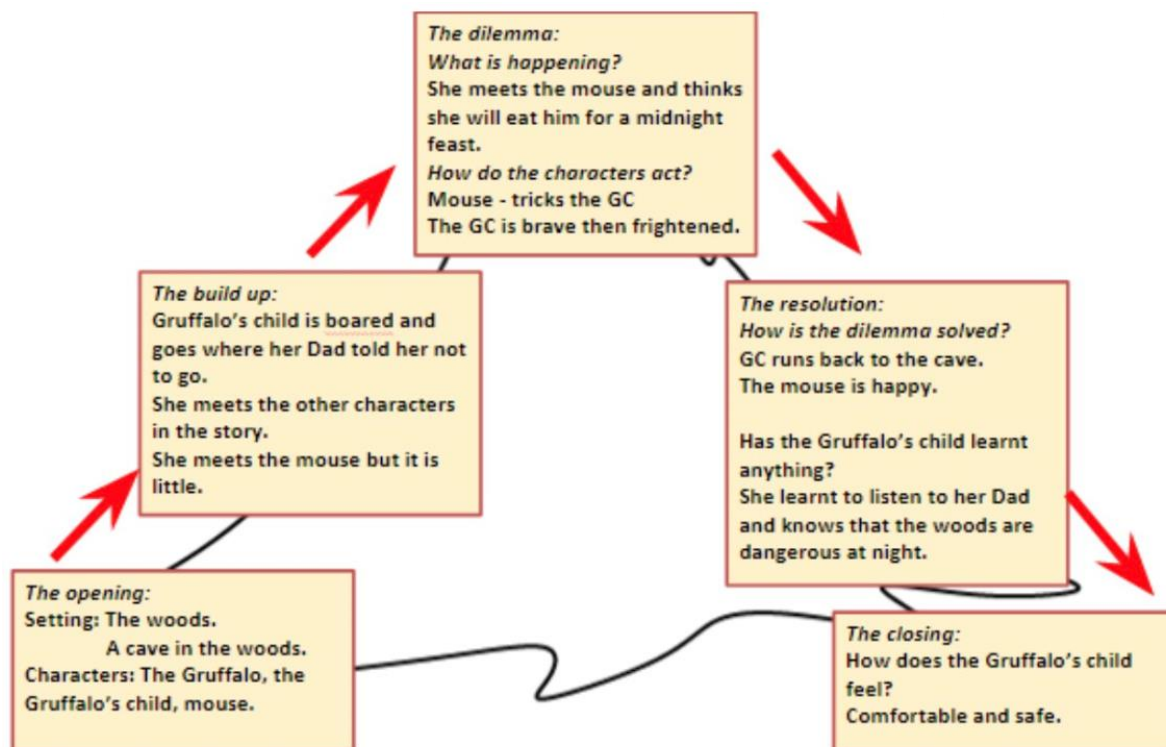 The dilemma:
What is happening?
She meets the mouse and thinks
she will eat him for a midnight
feast.
How do the characters act?
Mouse - tricks the GC
The GC is brave then frightened.
The build up:
Gruffalo's child is boared and
goes where her Dad told her not
to go.
She meets the other characters
in the story.
She meets the mouse but it is
little.
The resolution:
How is the dilemma solved?
GC runs back to the cave.
The mouse is happy.
Has the Gruffalo's child learnt
anything?
She learnt to listen to her Dad
and knows that the woods are
dangerous at night.
The opening:
Setting: The woods.
A cave in the woods.
Characters: The Gruffalo, the
Gruffalo's child, mouse.
The closing:
How does the Gruffalo's child
feel?
Comfortable and safe.